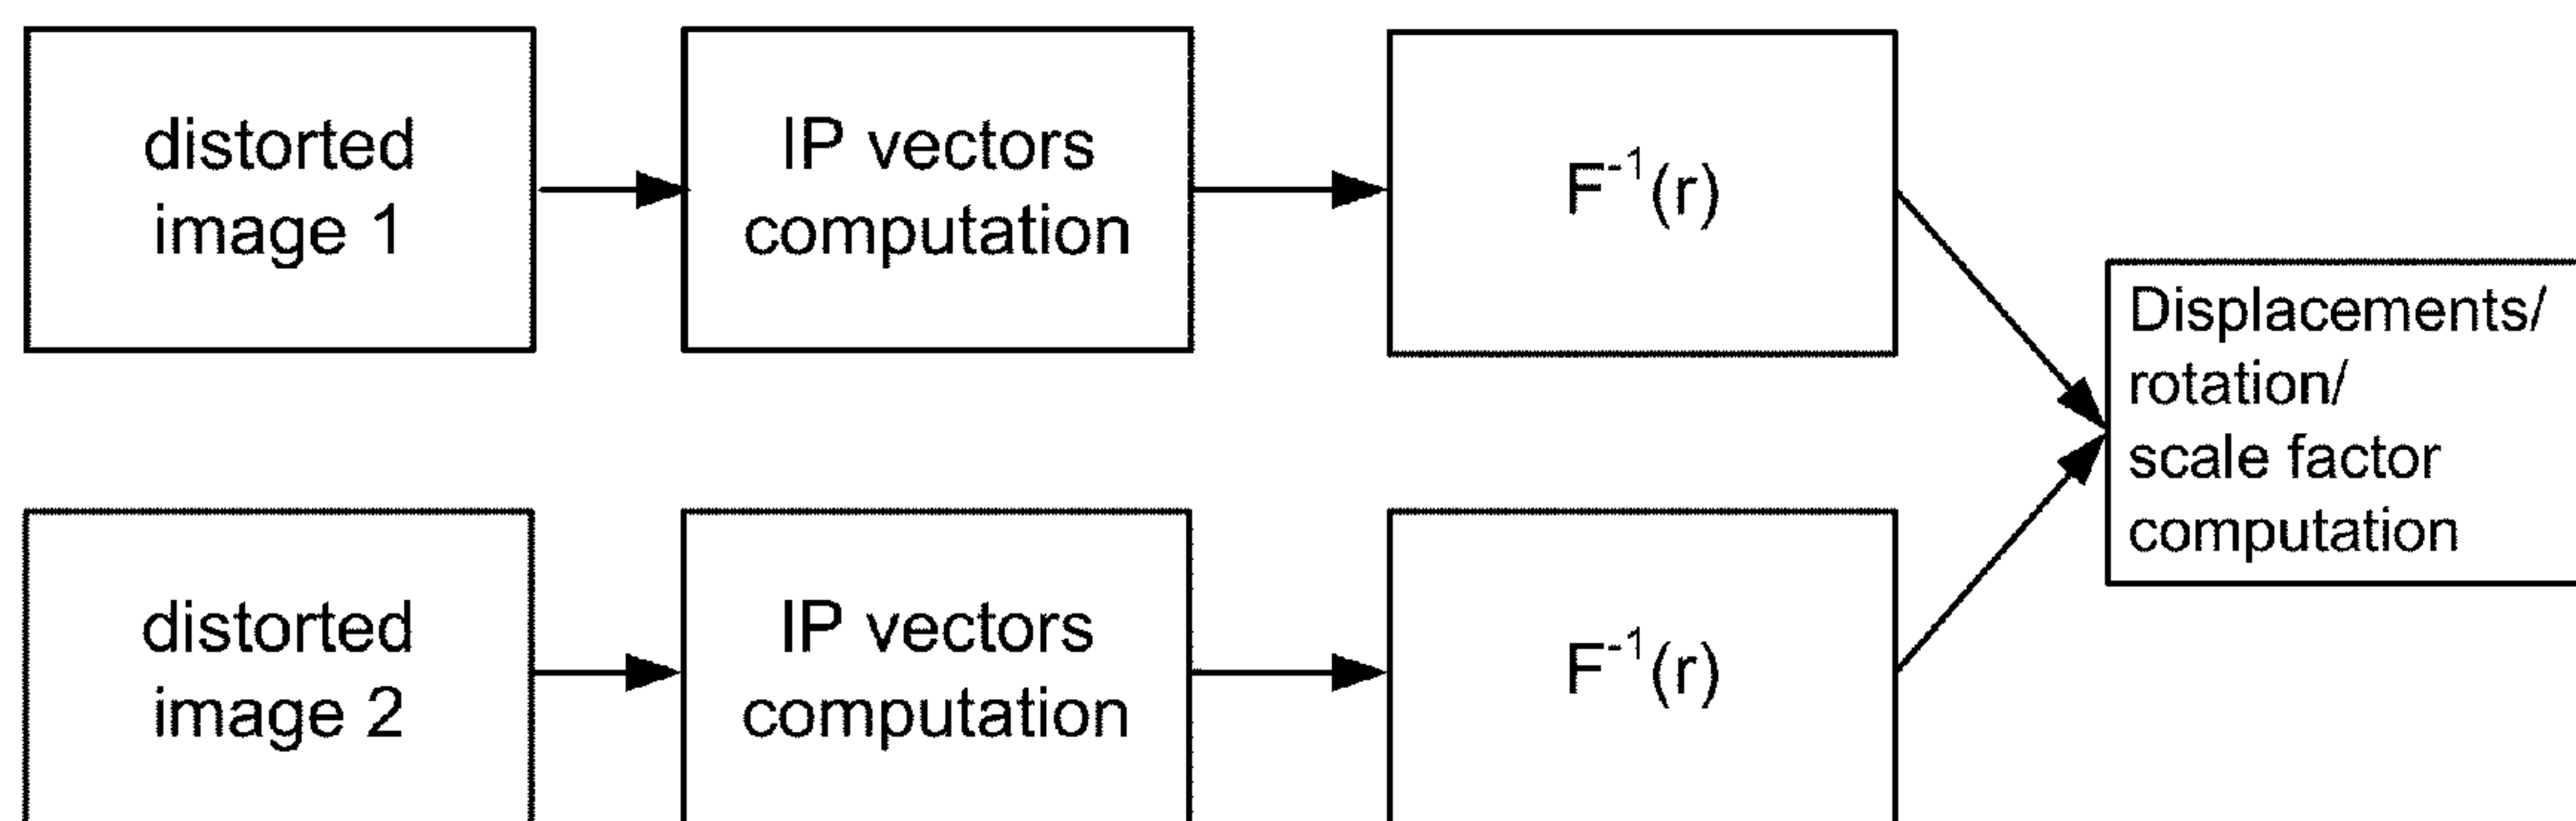 distorted
image 1
IP vectors
computation
F⁻¹(r)
Displacements/
rotation/
scale factor
computation
distorted
image 2
IP vectors
computation
F⁻¹(r)